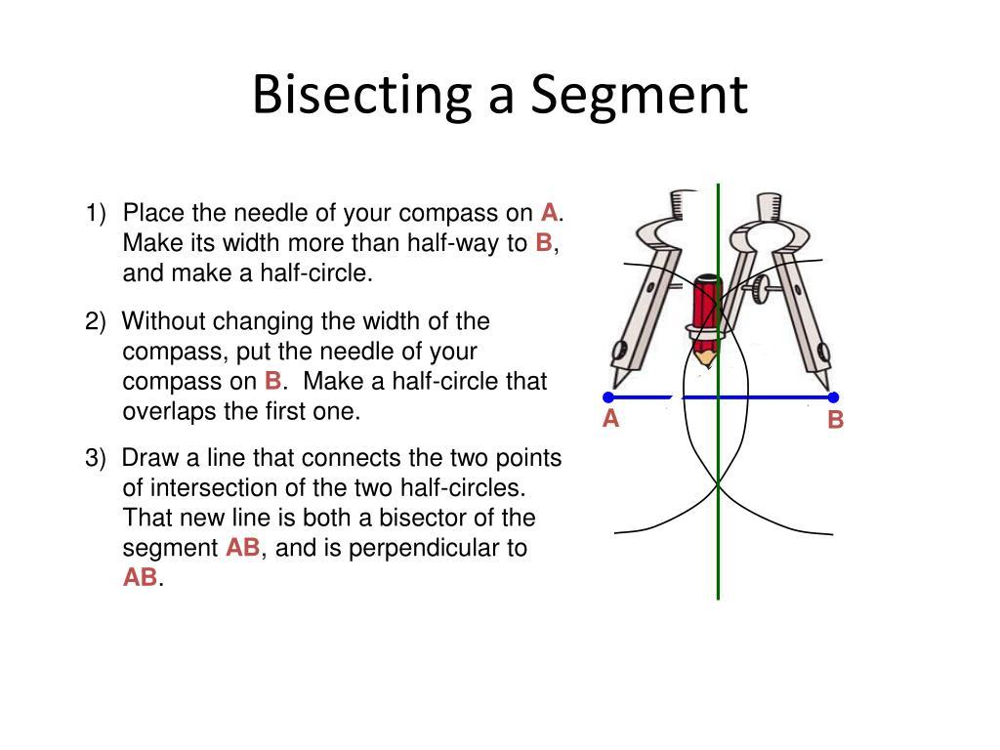 Bisecting a Segment
1) Place the needle of your compass on A.
Make its width more than half-way to B,
and make a half-circle.
2) Without changing the width of the
compass, put the needle of your
compass on B. Make a half-circle that
overlaps the first one.
3) Draw a line that connects the two points
of intersection of the two half-circles.
That new line is both a bisector of the
segment AB, and is perpendicular to
AB.
A
B